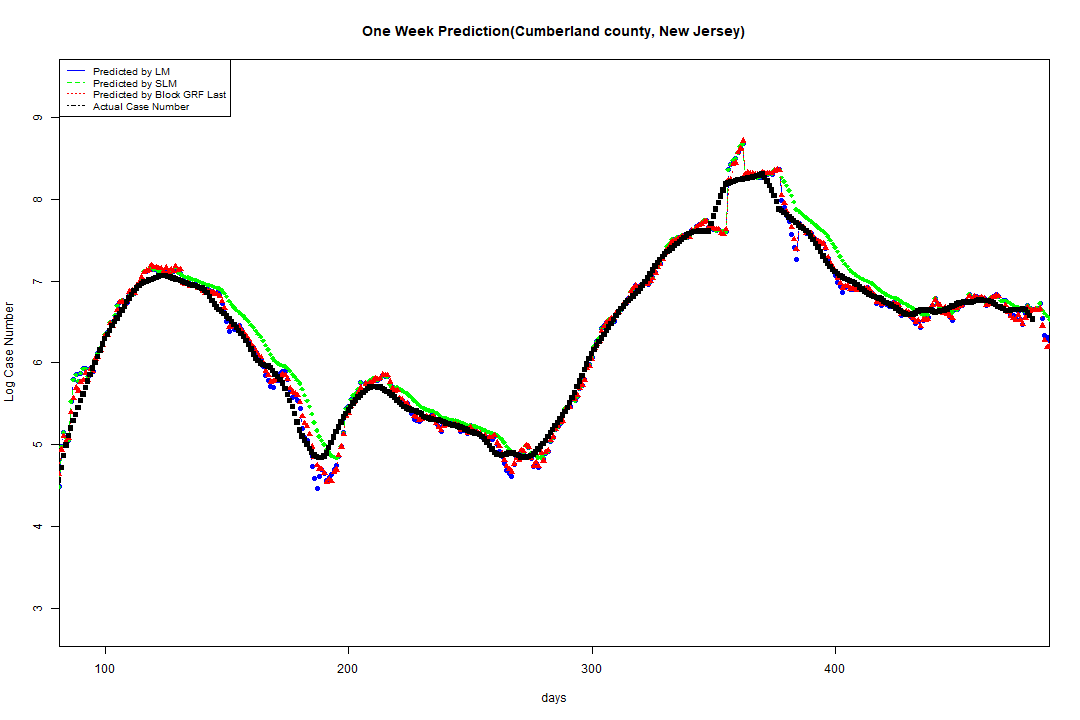 One Week Prediction(Cumberland county, New Jersey)
Predicted by LM
Predicted by SLM
Predicted by Block GRF Last
Actual Case Number
Log Case Number
9
8
7
6
5
4
3
100 200 300 400
days